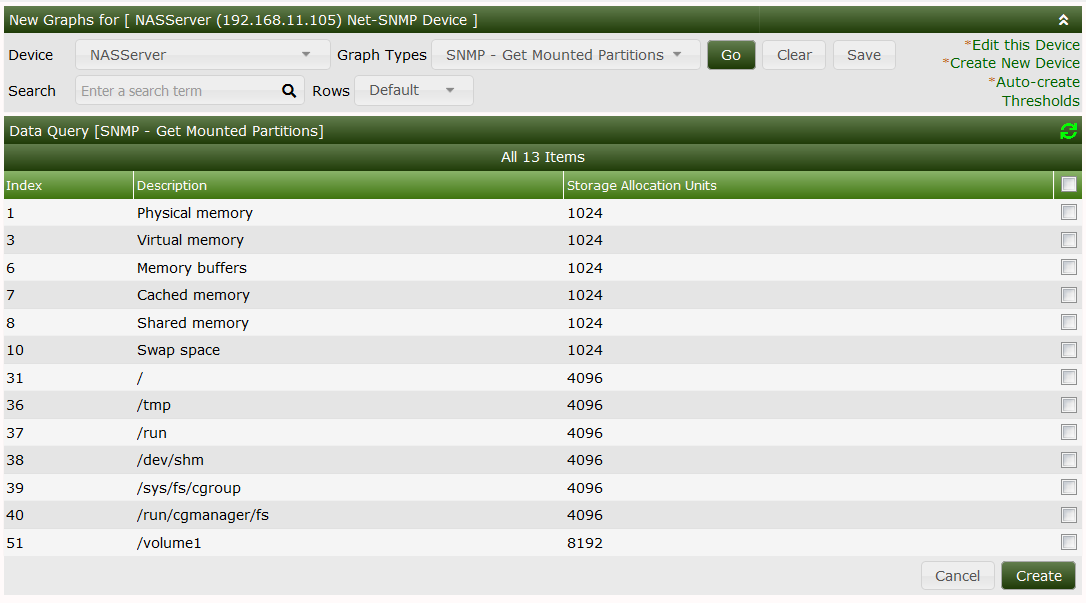 New Graphs for [ NASServer (192.168.11.105) Net-SNMP Device ]
Device NASServer Graph Types SNMP - Get Mounted Partitions Go Clear Save
*Edit this Device
*Create New Device
*Auto-create
Thresholds
Search Enter a search term Rows Default
Data Query [SNMP - Get Mounted Partitions]
All 13 Items
Index Description Storage Allocation Units
1 Physical memory 1024
3 Virtual memory 1024
6 Memory buffers 1024
7 Cached memory 1024
8 Shared memory 1024
10 Swap space 1024
31 / 4096
36 /tmp 4096
37 /run 4096
38 /dev/shm 4096
39 /sys/fs/cgroup 4096
40 /run/cgmanager/fs 4096
51 /volume1 8192
Cancel Create